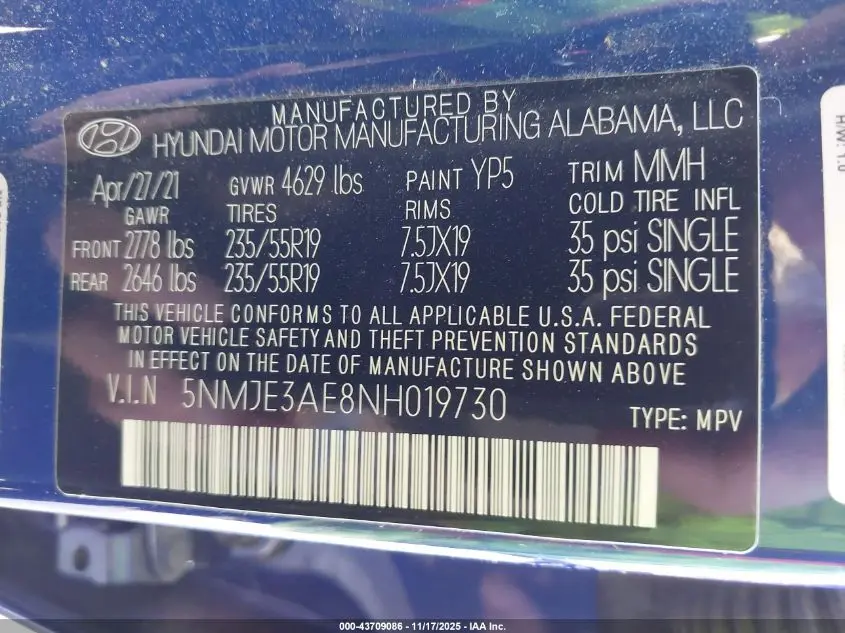 MANUFACTURED BY
HYUNDAI MOTOR MANUFACTURING ALABAMA, LLC
Apr/27/21 GVWR 4629 lbs PAINT YP5 TRIM MMH
GAWR TIRES RIMS COLD TIRE INFL
FRONT 2778 lbs 235/55R19 7.5JX19 35 psi SINGLE
REAR 2646 lbs 235/55R19 7.5JX19 35 psi SINGLE
THIS VEHICLE CONFORMS TO ALL APPLICABLE U.S.A. FEDERAL
MOTOR VEHICLE SAFETY AND THEFT PREVENTION STANDARDS
IN EFFECT ON THE DATE OF MANUFACTURE SHOWN ABOVE
V.I.N 5NMJE3AE8NH019730
TYPE: MPV
HW: 1.0
000-43709086 - 11/17/2025 - IAA Inc.